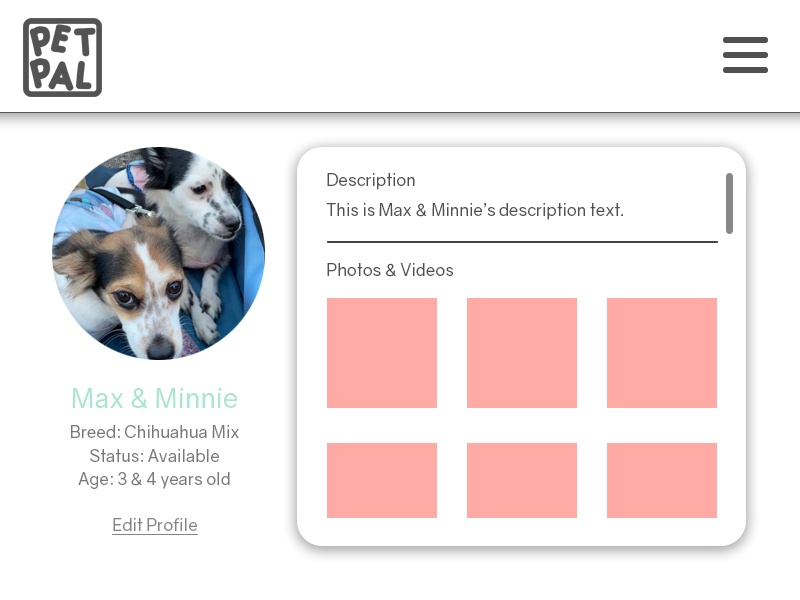 PET
PAL
Max & Minnie
Breed: Chihuahua Mix
Status: Available
Age: 3 & 4 years old
Edit Profile
Description
This is Max & Minnie’s description text.
Photos & Videos